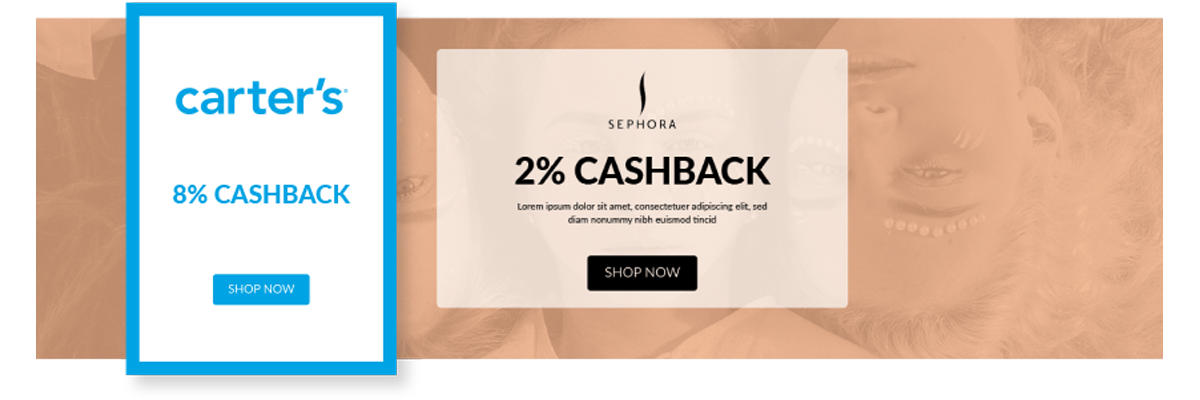 carter's
8% CASHBACK
SHOP NOW
SEPHORA
2% CASHBACK
Lorem ipsum dolor sit amet, consectetuer adipiscing elit, sed
diam nonummy nibh euismod tincid
SHOP NOW